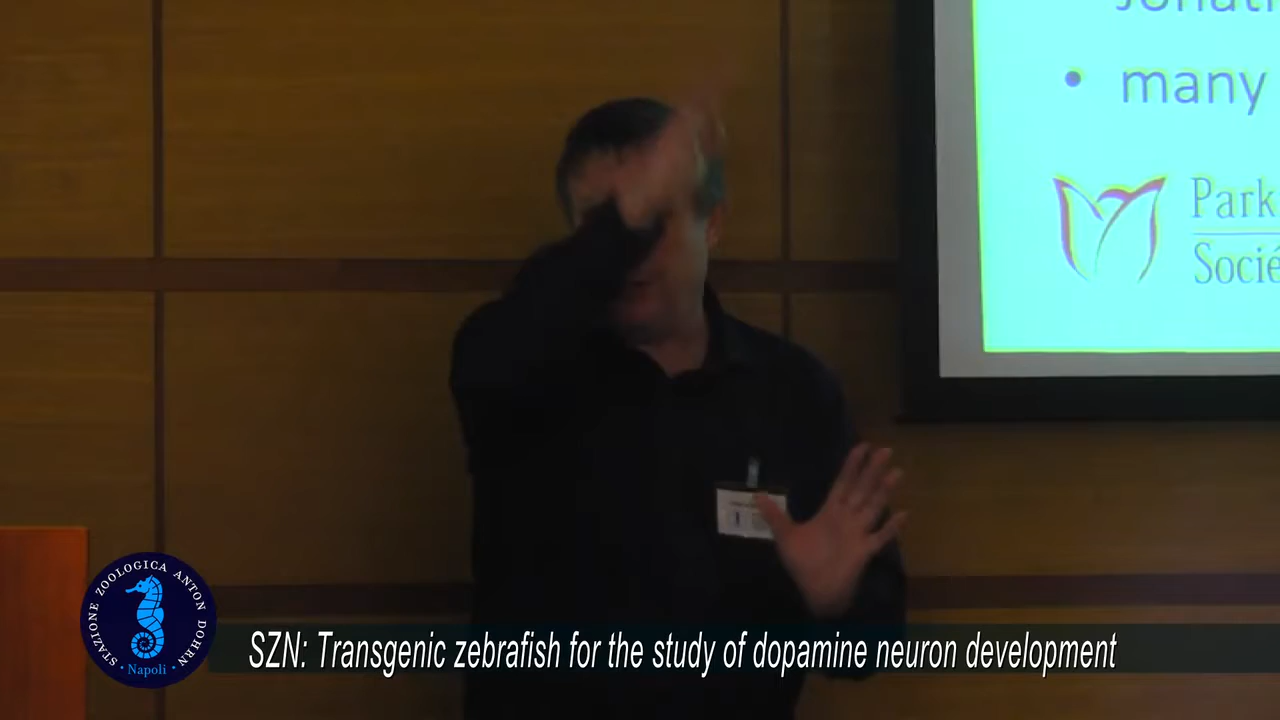 many
Park
Socié
STAZIONE ZOOLOGICA ANTON DOHRN
• Napoli •
SZN: Transgenic zebrafish for the study of dopamine neuron development